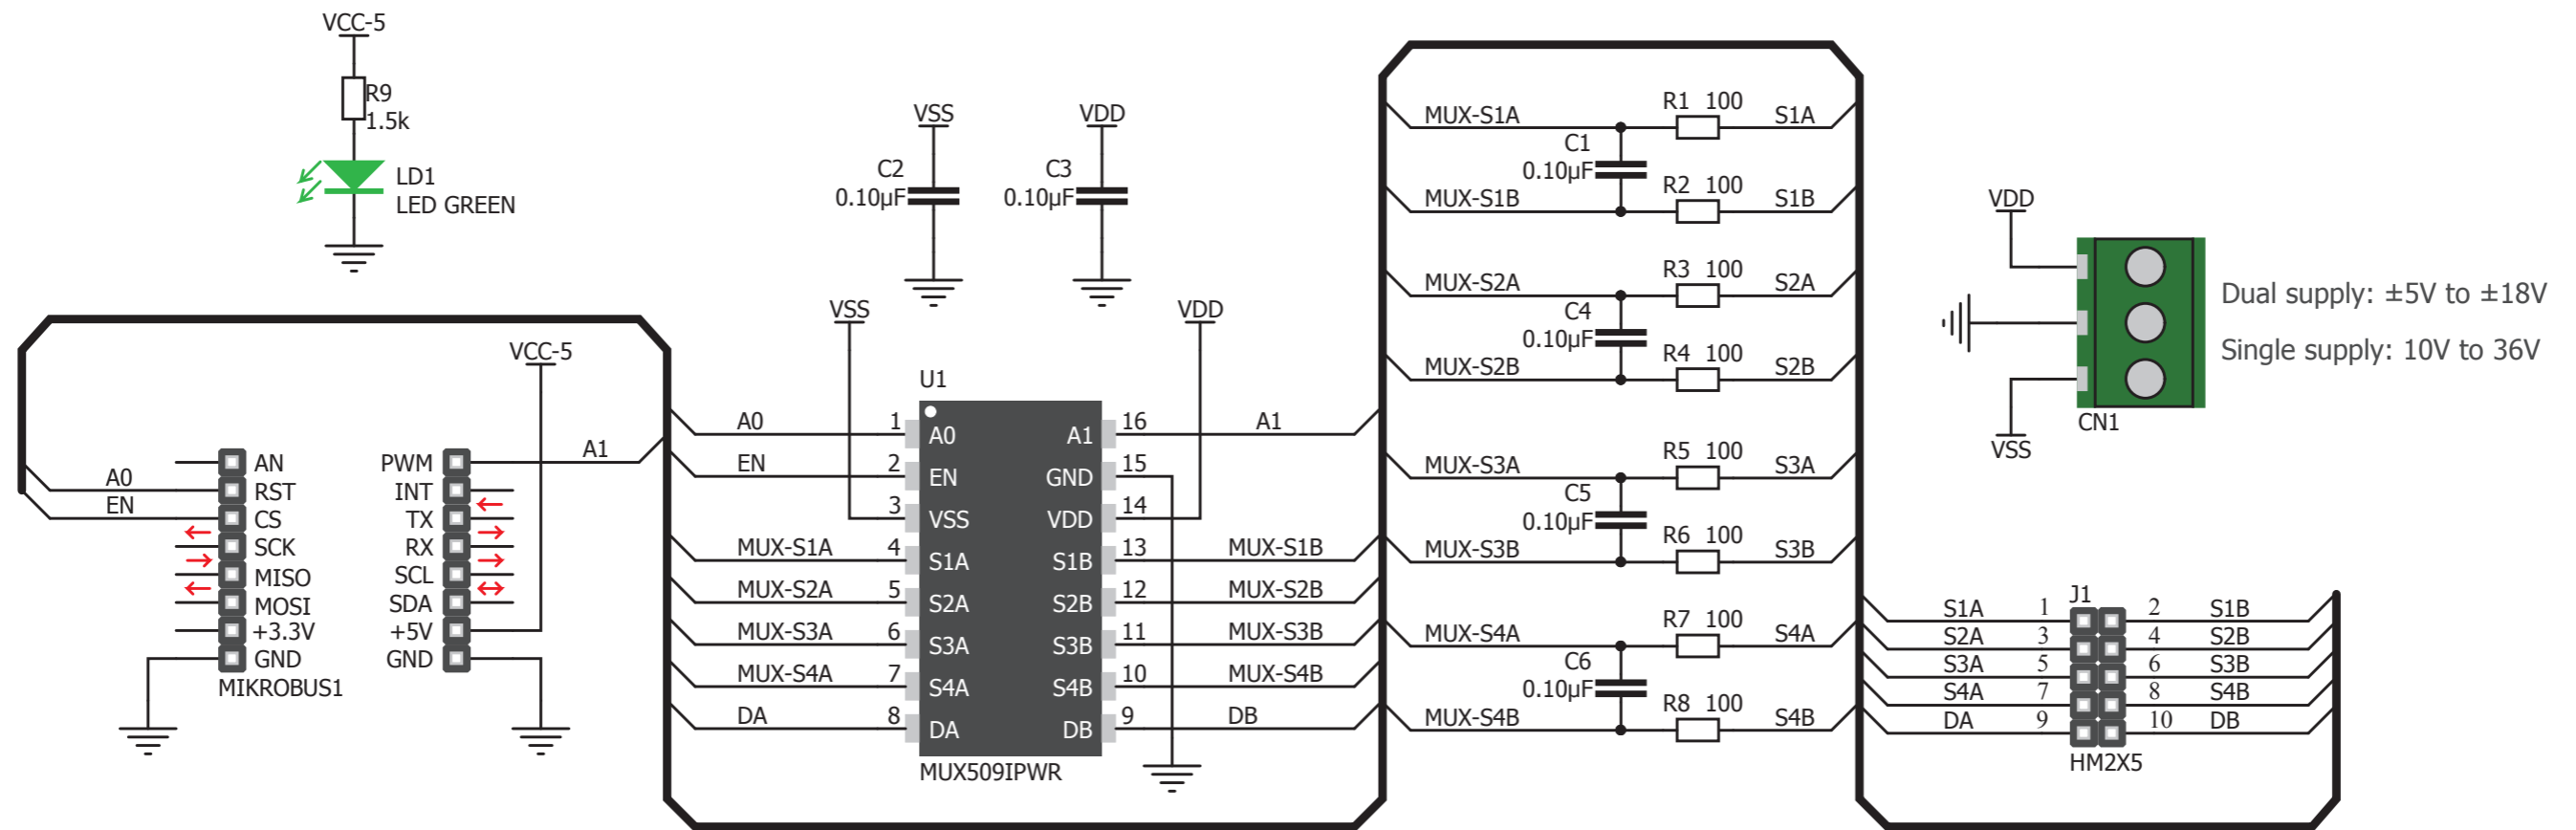 VCC-5
R9
1.5k
LD1
LED GREEN
VSS
C2
0.10µF
VDD
C3
0.10µF
A0
EN
AN
RST
CS
SCK
MISO
MOSI
+3.3V
GND
MIKROBUS1
VCC-5
A1
PWM
INT
TX
RX
SCL
SDA
+5V
GND
VSS
VDD
U1
A0 1 A0 A1 16 A1
EN 2 EN GND 15
3 VSS VDD 14
MUX-S1A 4 S1A S1B 13 MUX-S1B
MUX-S2A 5 S2A S2B 12 MUX-S2B
MUX-S3A 6 S3A S3B 11 MUX-S3B
MUX-S4A 7 S4A S4B 10 MUX-S4B
DA 8 DA DB 9 DB
MUX509IPWR
MUX-S1A R1 100 S1A
C1
0.10µF
MUX-S1B R2 100 S1B
MUX-S2A R3 100 S2A
C4
0.10µF
MUX-S2B R4 100 S2B
MUX-S3A R5 100 S3A
C5
0.10µF
MUX-S3B R6 100 S3B
MUX-S4A R7 100 S4A
C6
0.10µF
MUX-S4B R8 100 S4B
VDD
Dual supply: ±5V to ±18V
Single supply: 10V to 36V
CN1
VSS
J1
S1A 1 2 S1B
S2A 3 4 S2B
S3A 5 6 S3B
S4A 7 8 S4B
DA 9 10 DB
HM2X5